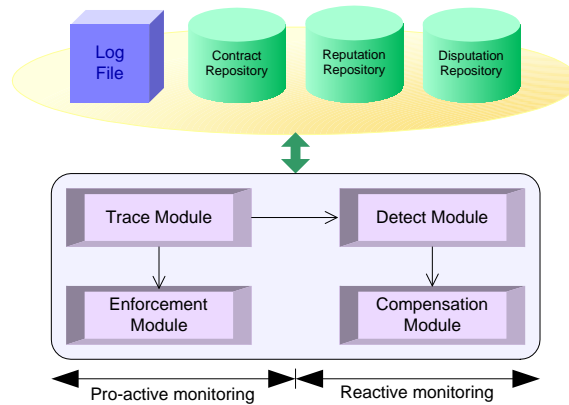 Log
File
Contract
Repository
Reputation
Repository
Disputation
Repository
Trace Module
Detect Module
Enforcement
Module
Compensation
Module
Pro-active monitoring
Reactive monitoring